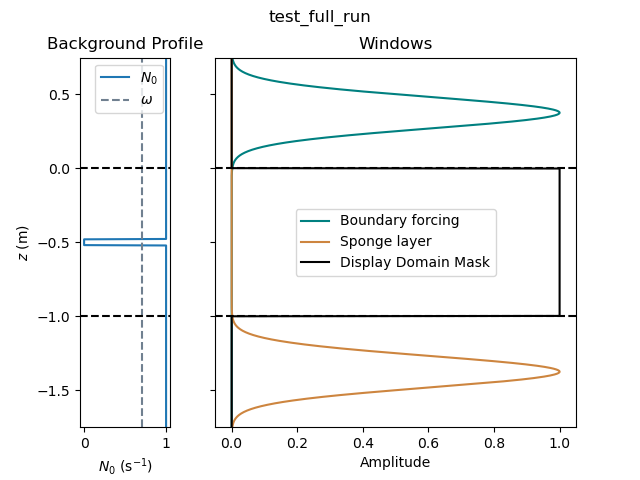 test_full_run
Background Profile
Windows
N₀
ω
0.5
0.0
−0.5
−1.0
−1.5
z (m)
0
1
N₀ (s⁻¹)
Boundary forcing
Sponge layer
Display Domain Mask
0.0
0.2
0.4
0.6
0.8
1.0
Amplitude